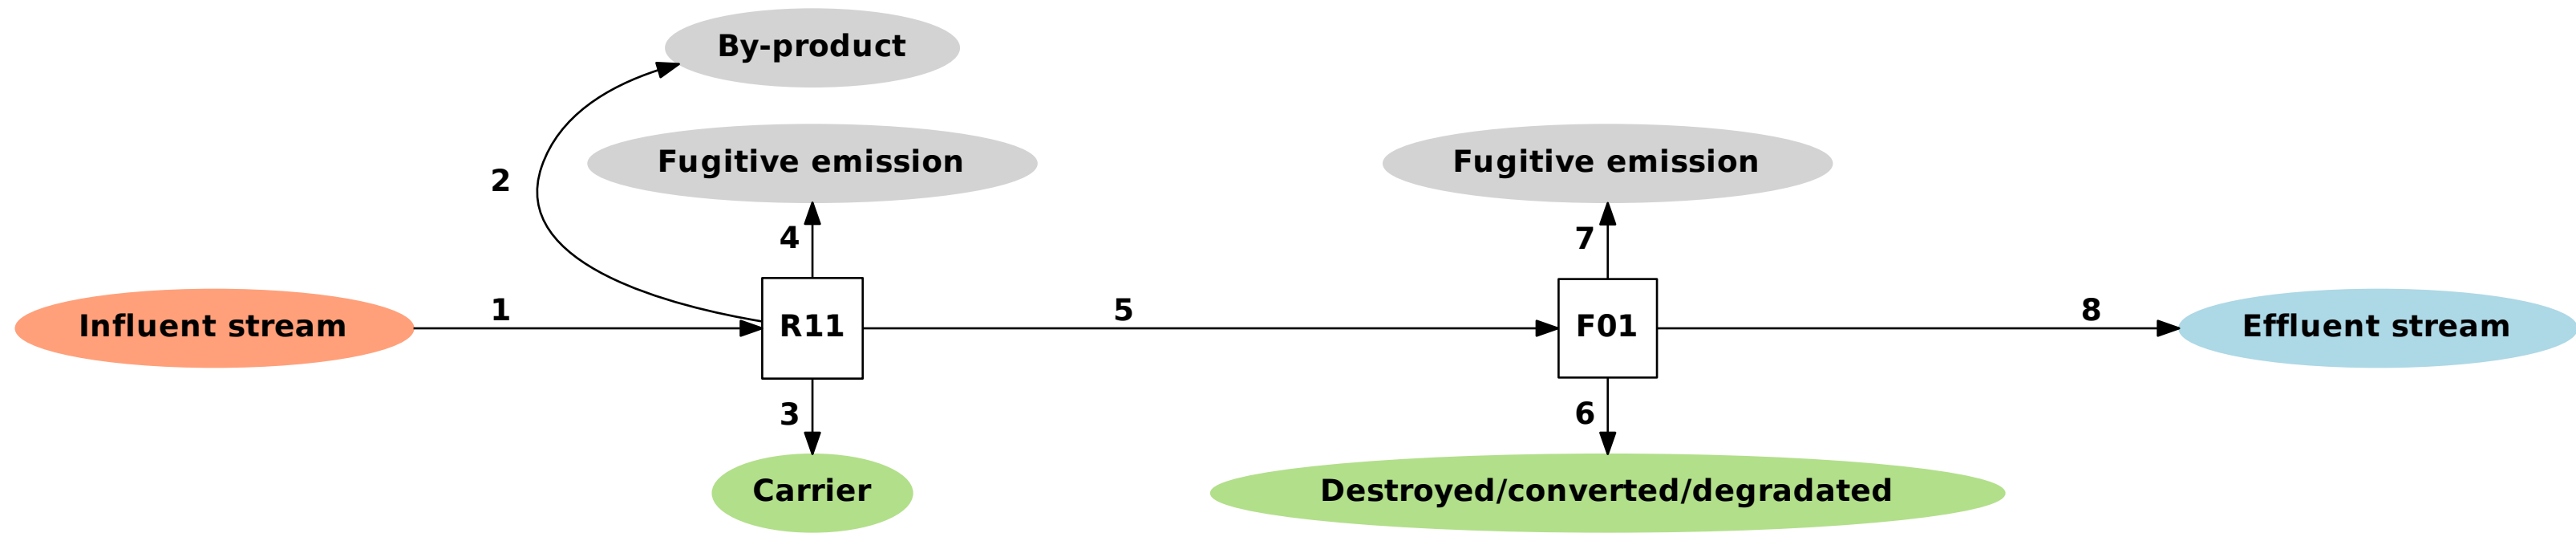 By-product
2
Fugitive emission
Fugitive emission
4
7
Influent stream
1
R11
5
F01
8
Effluent stream
3
6
Carrier
Destroyed/converted/degradated